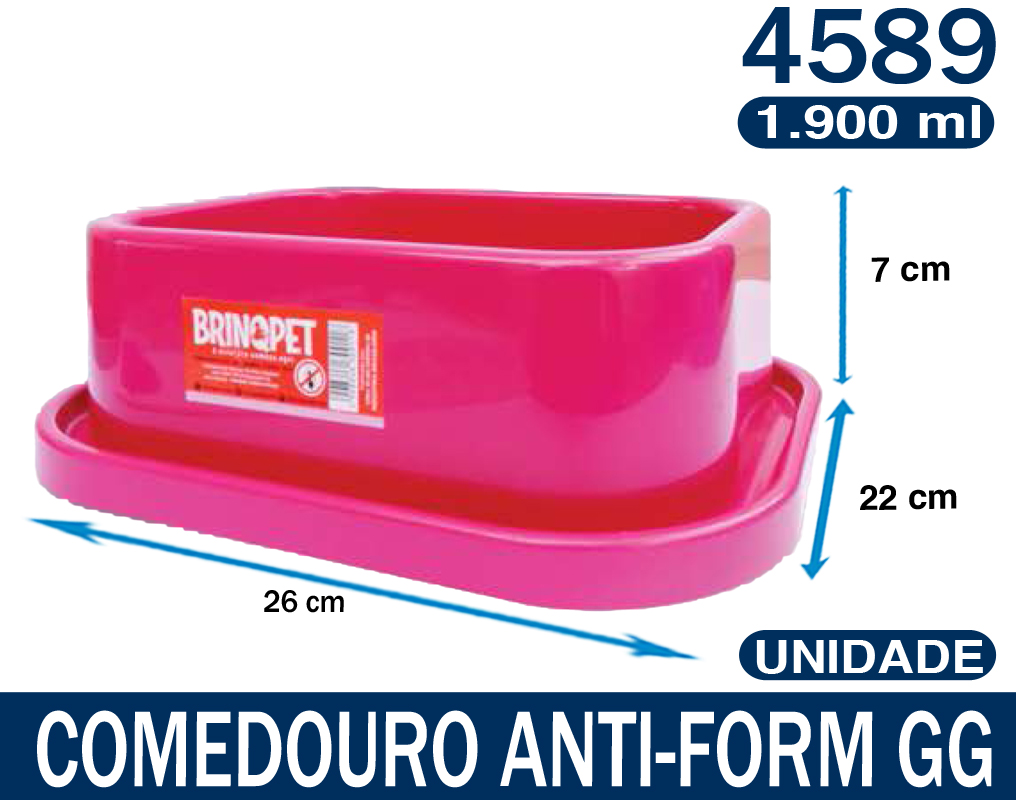 4589
1.900 ml
7 cm
BRINQPET
22 cm
26 cm
UNIDADE
COMEDOURO ANTI-FORM GG